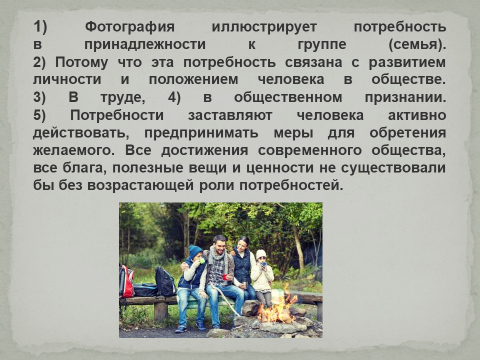 1) Фотография иллюстрирует потребность
в принадлежности к группе (семья).
2) Потому что эта потребность связана с развитием
личности и положением человека в обществе.
3) В труде, 4) в общественном признании.
5) Потребности заставляют человека активно
действовать, предпринимать меры для обретения
желаемого. Все достижения современного общества,
все блага, полезные вещи и ценности не существовали
бы без возрастающей роли потребностей.